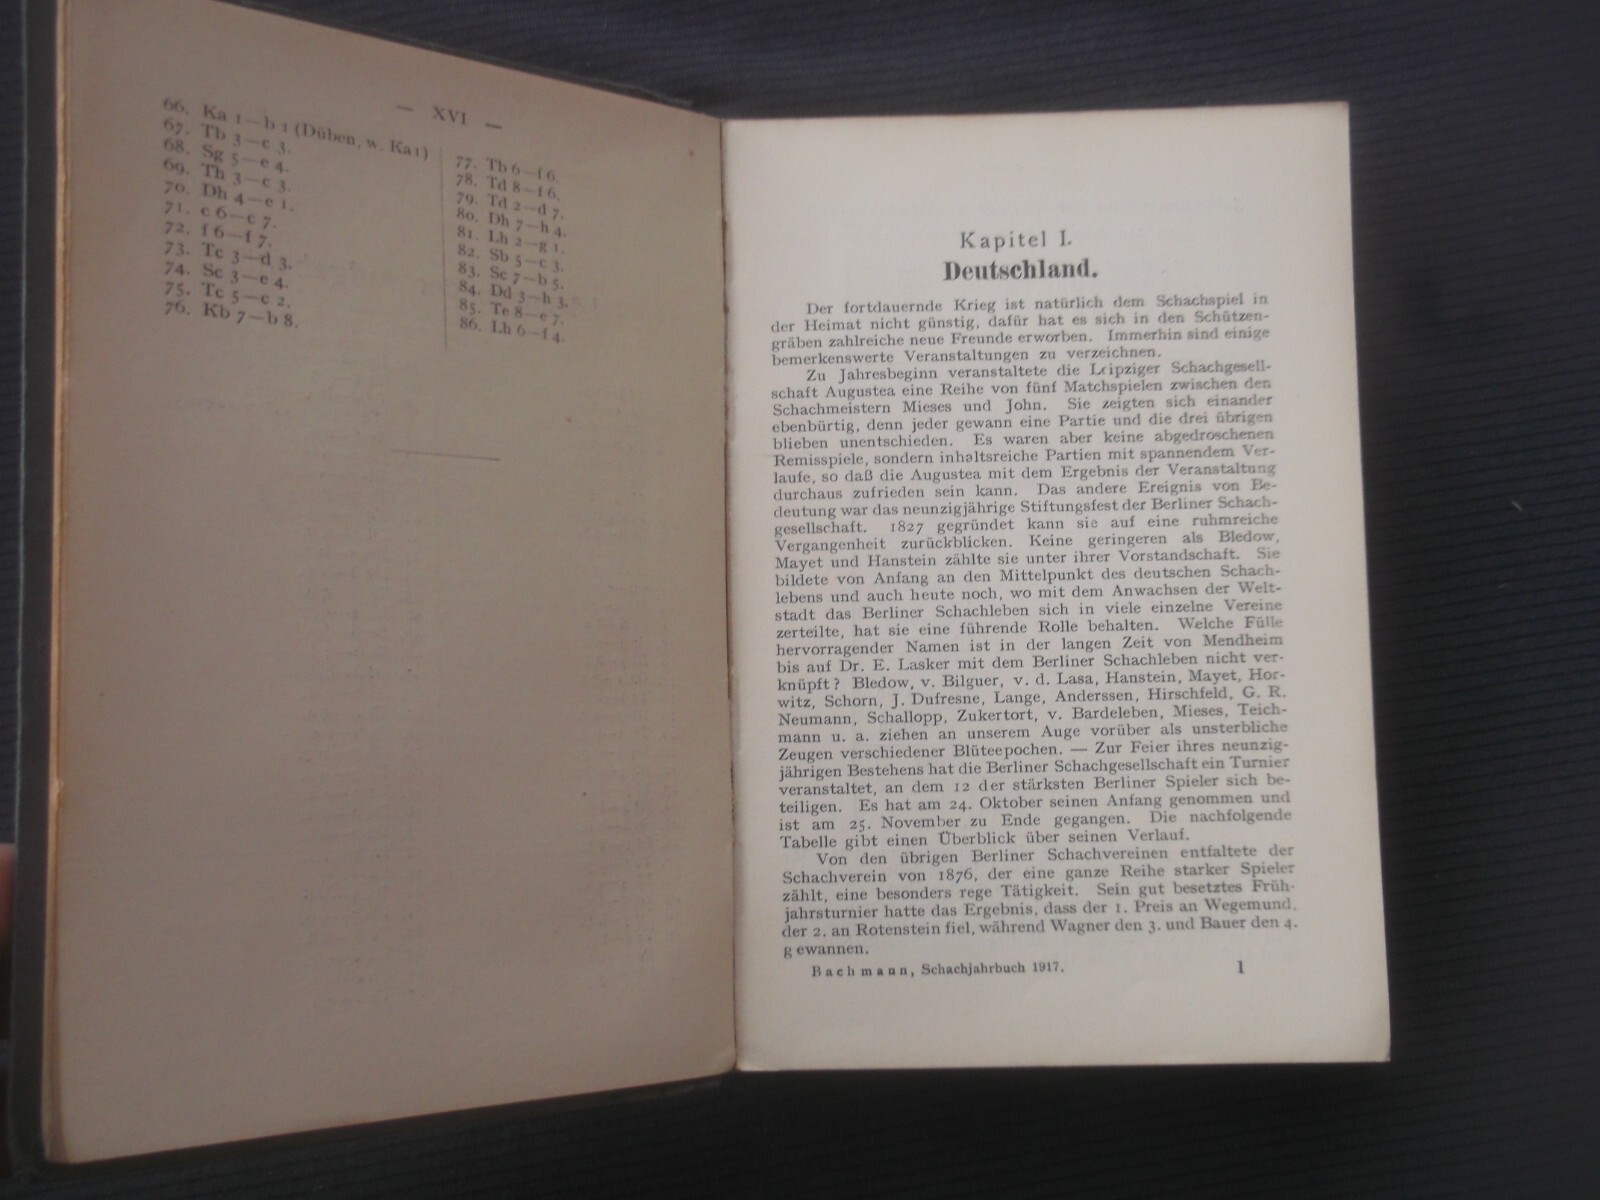 — XVI —
66. Ka 1—b 1 (Düben, w. Ka1)
67. Tb 3—c 3.
68. Sg 5—e 4.
69. Th 3—c 3.
70. Dh 4—e 1.
71. c 6—c 7.
72. f 6—f 7.
73. Tc 3—d 3.
74. Sc 3—e 4.
75. Tc 5—c 2.
76. Kb 7—b 8.
77. Tb 6—f 6.
78. Td 8—f 6.
79. Td 2—d 7.
80. Dh 7—h 4.
81. Lh 2—g 1.
82. Sb 5—c 3.
83. Sc 7—b 5.
84. Dd 3—h 3.
85. Te 8—e 7.
86. Lh 6—f 4.
Kapitel I.
Deutschland.
Der fortdauernde Krieg ist natürlich dem Schachspiel in
der Heimat nicht günstig, dafür hat es sich in den Schützen-
gräben zahlreiche neue Freunde erworben. Immerhin sind einige
bemerkenswerte Veranstaltungen zu verzeichnen.
Zu Jahresbeginn veranstaltete die Leipziger Schachgesell-
schaft Augustea eine Reihe von fünf Matchspielen zwischen den
Schachmeistern Mieses und John. Sie zeigten sich einander
ebenbürtig, denn jeder gewann eine Partie und die drei übrigen
blieben unentschieden. Es waren aber keine abgedroschenen
Remisspiele, sondern inhaltsreiche Partien mit spannendem Ver-
laufe, so daß die Augustea mit dem Ergebnis der Veranstaltung
durchaus zufrieden sein kann. Das andere Ereignis von Be-
deutung war das neunzigjährige Stiftungsfest der Berliner Schach-
gesellschaft. 1827 gegründet kann sie auf eine ruhmreiche
Vergangenheit zurückblicken. Keine geringeren als Bledow,
Mayet und Hanstein zählte sie unter ihrer Vorstandschaft. Sie
bildete von Anfang an den Mittelpunkt des deutschen Schach-
lebens und auch heute noch, wo mit dem Anwachsen der Welt-
stadt das Berliner Schachleben sich in viele einzelne Vereine
zerteilte, hat sie eine führende Rolle behalten. Welche Fülle
hervorragender Namen ist in der langen Zeit von Mendheim
bis auf Dr. E. Lasker mit dem Berliner Schachleben nicht ver-
knüpft? Bledow, v. Bilguer, v. d. Lasa, Hanstein, Mayet, Hor-
witz, Schorn, J. Dufresne, Lange, Anderssen, Hirschfeld, G. R.
Neumann, Schallopp, Zukertort, v. Bardeleben, Mieses, Teich-
mann u. a. ziehen an unserem Auge vorüber als unsterbliche
Zeugen verschiedener Blüteepochen. — Zur Feier ihres neunzig-
jährigen Bestehens hat die Berliner Schachgesellschaft ein Turnier
veranstaltet, an dem 12 der stärksten Berliner Spieler sich be-
teiligen. Es hat am 24. Oktober seinen Anfang genommen und
ist am 25. November zu Ende gegangen. Die nachfolgende
Tabelle gibt einen Überblick über seinen Verlauf.
Von den übrigen Berliner Schachvereinen entfaltete der
Schachverein von 1876, der eine ganze Reihe starker Spieler
zählt, eine besonders rege Tätigkeit. Sein gut besetztes Früh-
jahrsturnier hatte das Ergebnis, dass der 1. Preis an Wegemund,
der 2. an Rotenstein fiel, während Wagner den 3. und Bauer den 4.
gewannen.
Bachmann, Schachjahrbuch 1917. 1